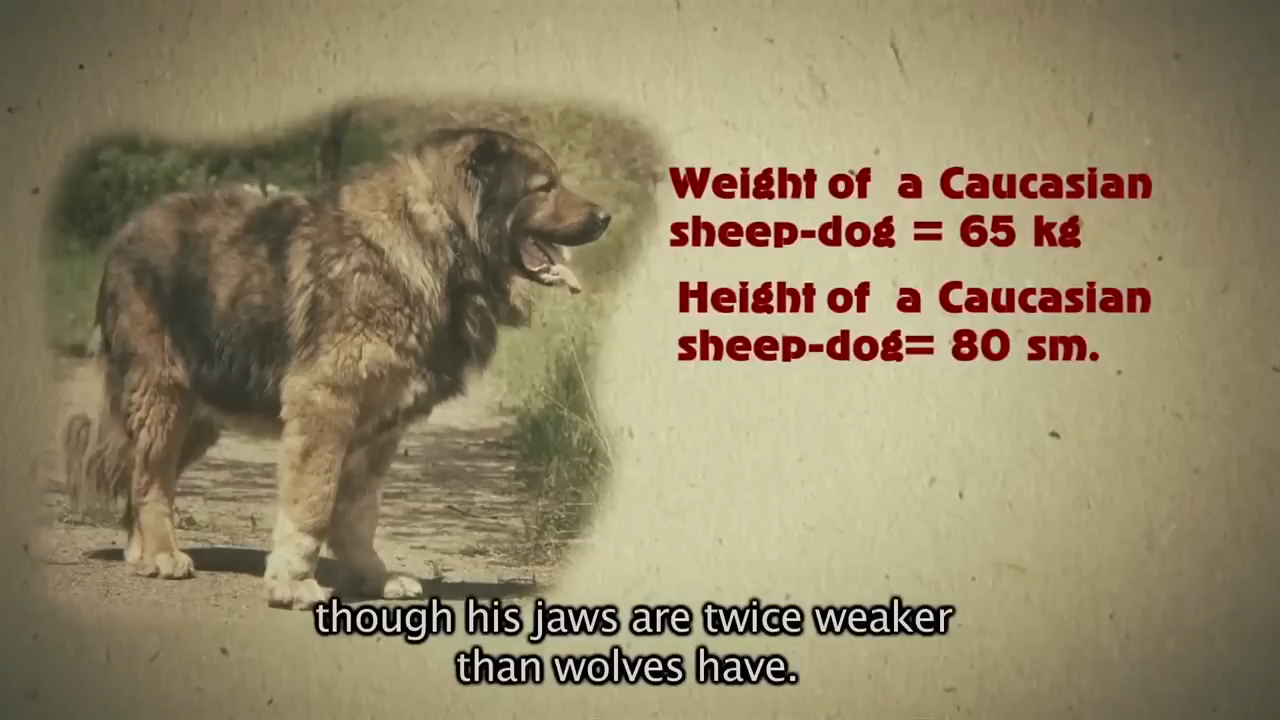 Weight of a Caucasian
sheep-dog = 65 kg
Height of a Caucasian
sheep-dog= 80 sm.
though his jaws are twice weaker
than wolves have.